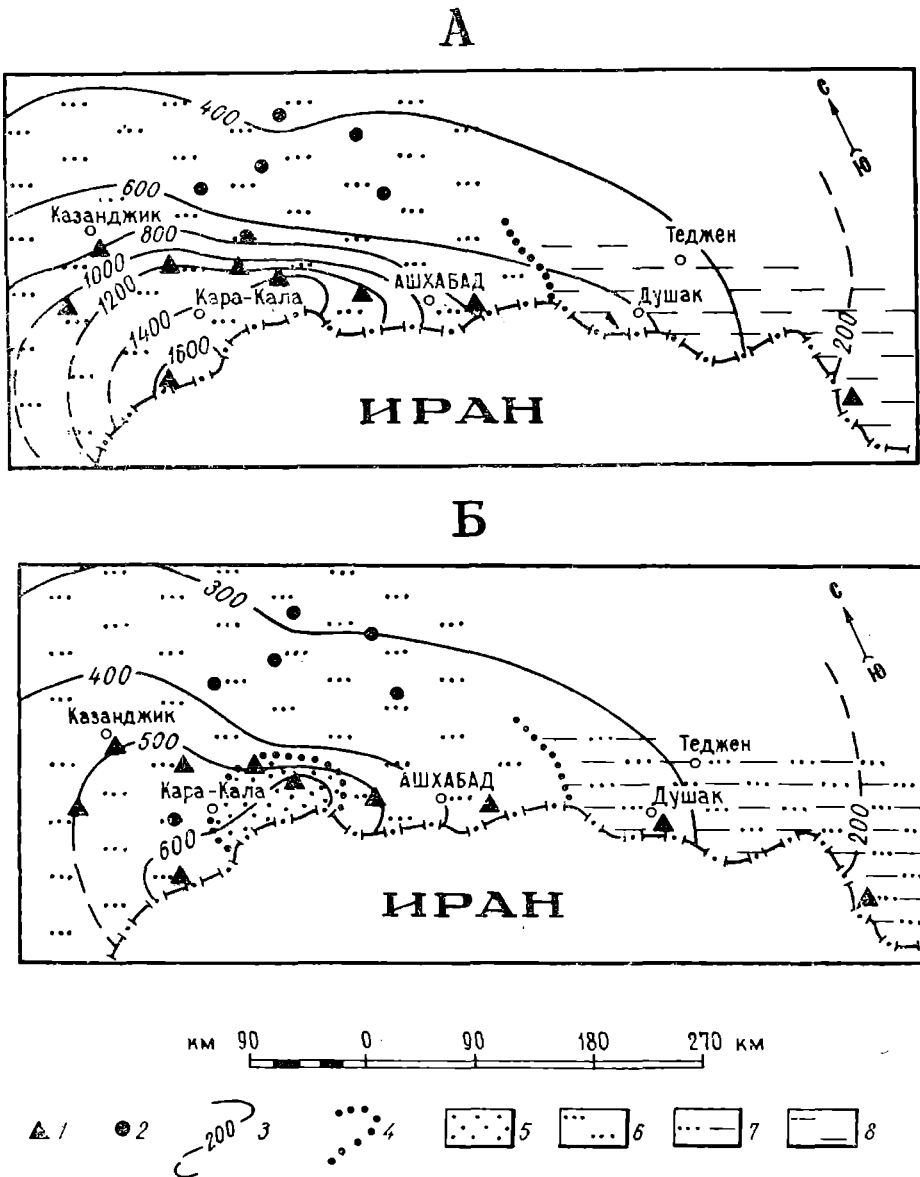 А
400
С
Ю
600
Казанджик
800
Теджен
1000
АШХАБАД
1200
Кара-Кала
Душак
1400
200
1600
ИРАН
Б
300
С
Ю
400
Казанджик
500
Теджен
Кара-Кала
АШХАБАД
Душак
600
200
ИРАН
км 90 0 90 180 270 км
1 2 200 3 4 5 6 7 8